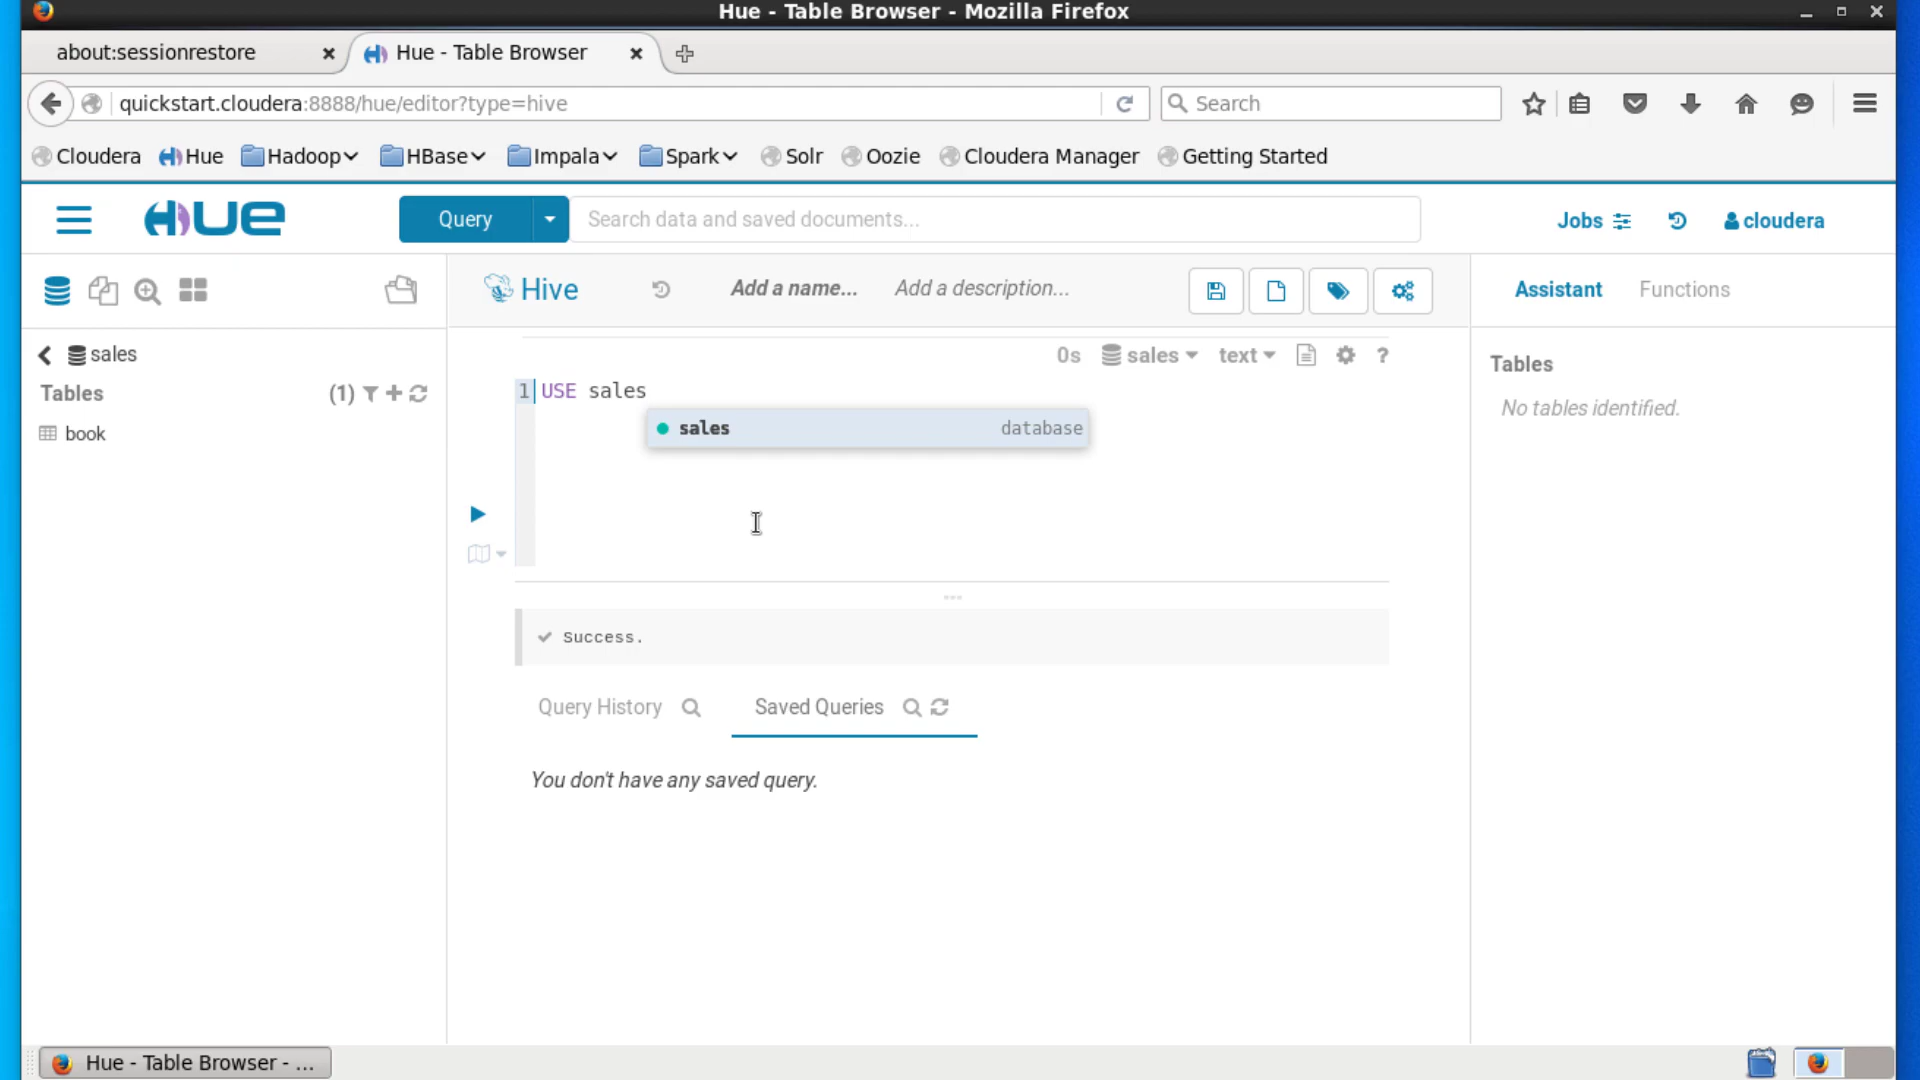 Hue - Table Browser - Mozilla Firefox
about:sessionrestore
Hue - Table Browser
quickstart.cloudera:8888/hue/editor?type=hive
Search
Cloudera Hue Hadoop HBase Impala Spark Solr Oozie Cloudera Manager Getting Started
HUE
Query
Search data and saved documents...
Jobs
cloudera
Hive
Add a name...
Add a description...
Assistant
Functions
sales
Tables
(1)
book
0s
sales
text
?
1
USE sales
sales
database
Tables
No tables identified.
Success.
Query History
Saved Queries
You don't have any saved query.
Hue - Table Browser - ...